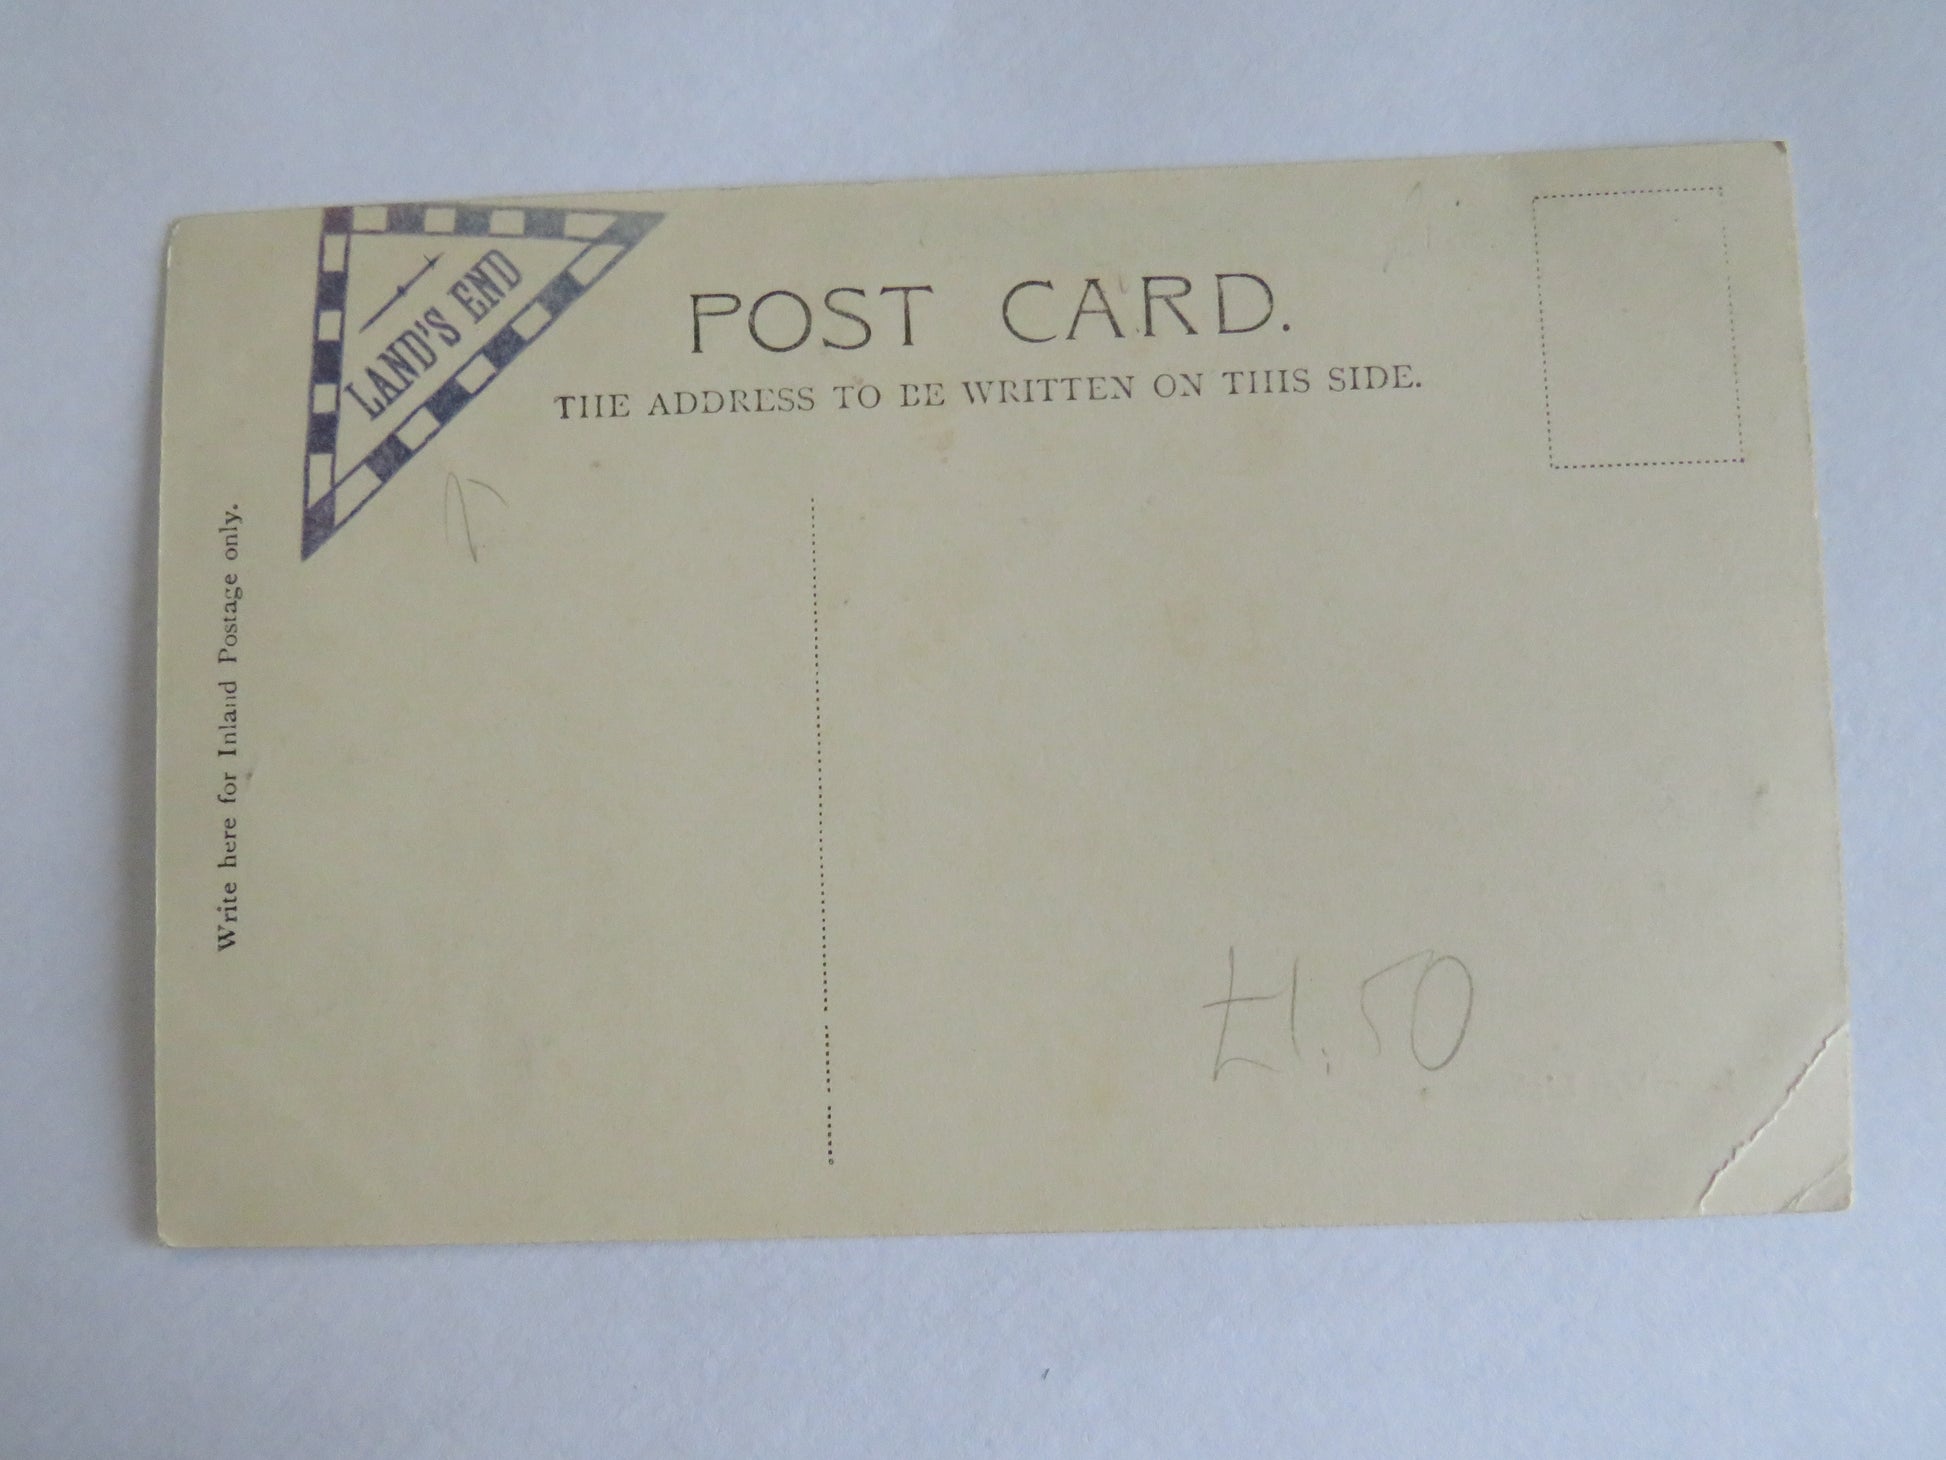 LAND'S END
POST CARD.
THE ADDRESS TO BE WRITTEN ON THIS SIDE.
Write here for Inland Postage only.
£1.50